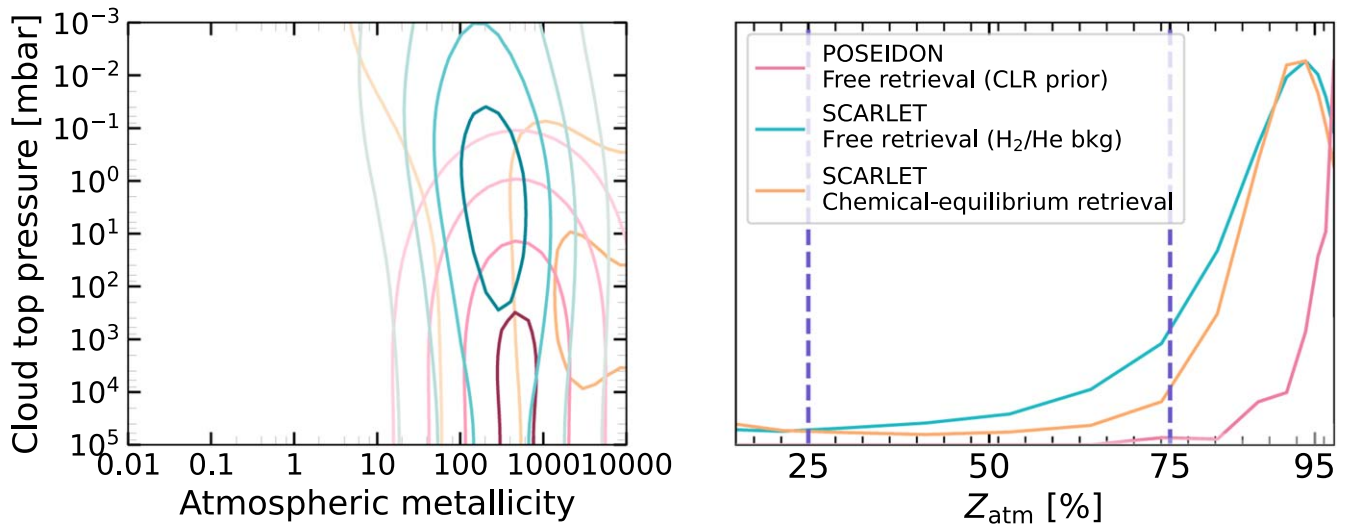 10⁻³
10⁻²
10⁻¹
10⁰
10¹
10²
10³
10⁴
10⁵
Cloud top pressure [mbar]
0.01 0.1 1 10 100 1000 10000
Atmospheric metallicity
POSEIDON
Free retrieval (CLR prior)
SCARLET
Free retrieval (H₂/He bkg)
SCARLET
Chemical-equilibrium retrieval
25 50 75 95
Zₐₜₘ [%]